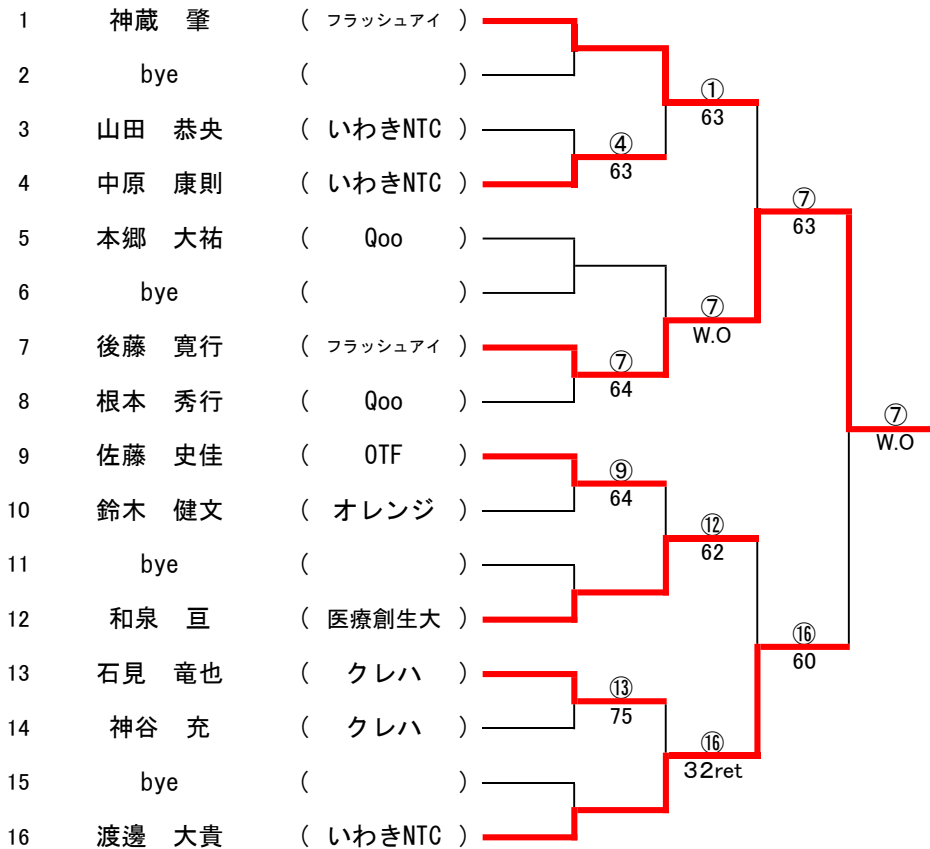 1 神蔵 肇 ( フラッシュアイ )
2 bye ( )
①
63
3 山田 恭央 ( いわきNTC )
④
63
4 中原 康則 ( いわきNTC )
⑦
63
5 本郷 大祐 ( Qoo )
6 bye ( )
⑦
W.O
7 後藤 寛行 ( フラッシュアイ )
⑦
64
8 根本 秀行 ( Qoo )
⑦
W.O
9 佐藤 史佳 ( OTF )
⑨
64
10 鈴木 健文 ( オレンジ )
⑫
62
11 bye ( )
12 和泉 亘 ( 医療創生大 )
⑯
60
13 石見 竜也 ( クレハ )
⑬
75
14 神谷 充 ( クレハ )
⑯
32ret
15 bye ( )
16 渡邊 大貴 ( いわきNTC )